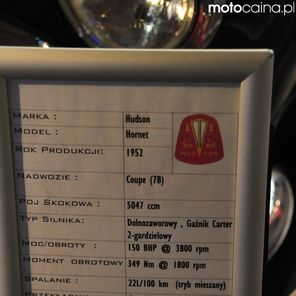 motocaina.pl
MARKA : Hudson
MODEL : Hornet
ROK PRODUKCJI: 1952
HUDSON
NADWOZIE : Coupe (7B)
POJ SKOKOWA : 5047 ccm
TYP SILNIKA: Dolnozaworowy , Gaźnik Carter
2-gardzielowy
MOC/OBROTY : 150 BHP @ 3800 rpm
MOMENT OBROTOWY 349 Nm @ 1800 rpm
SPALANIE : 22l/100 km (tryb mieszany)